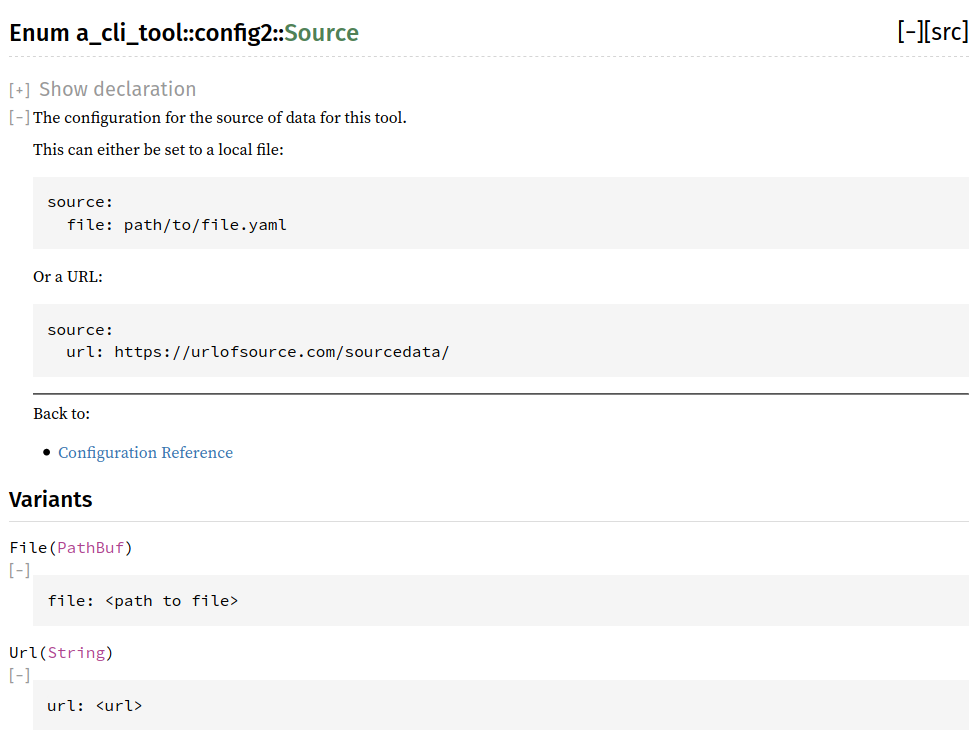 Enum a_cli_tool::config2::Source [−][src]
[+] Show declaration
[−] The configuration for the source of data for this tool.
This can either be set to a local file:
source:
  file: path/to/file.yaml
Or a URL:
source:
  url: https://urlofsource.com/sourcedata/
Back to:
• Configuration Reference
Variants
File(PathBuf)
[−]
file: <path to file>
Url(String)
[−]
url: <url>